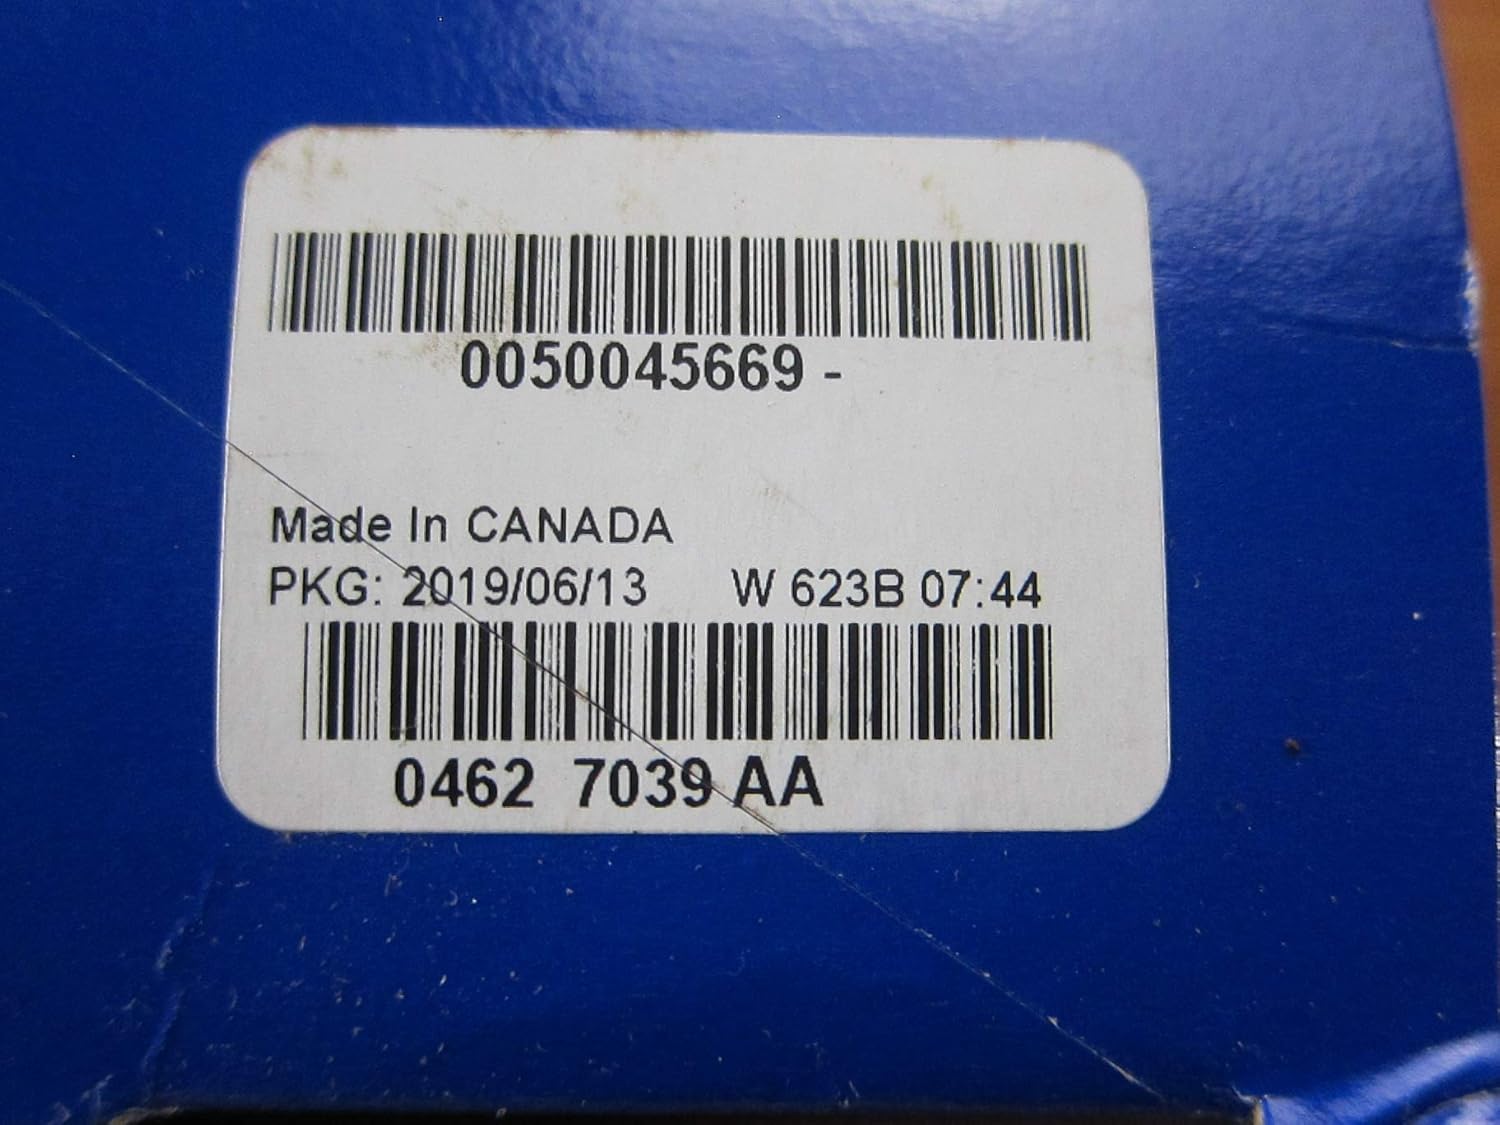 0050045669 -
Made In CANADA
PKG: 2019/06/13 W 623B 07:44
0462 7039 AA